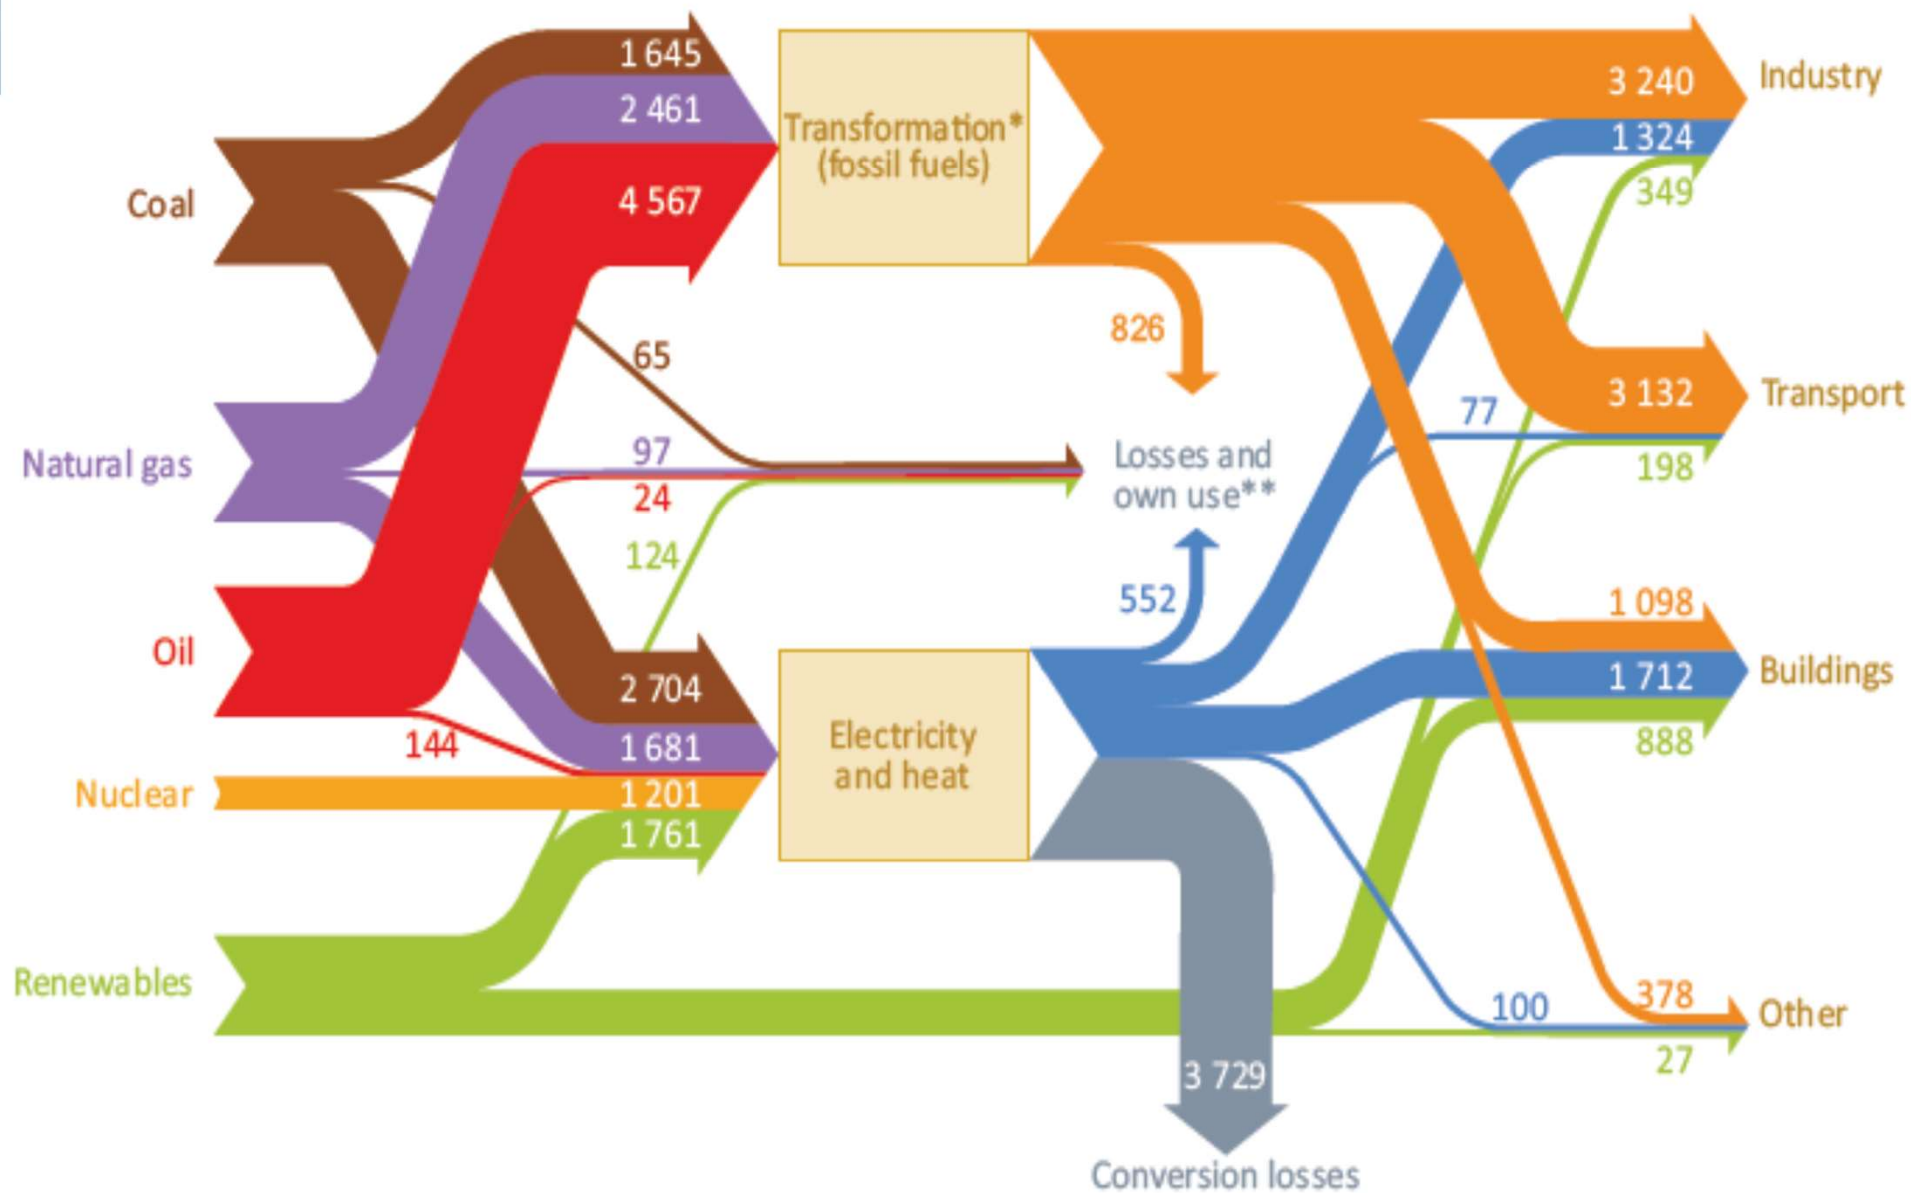 1 645
2 461
4 567
Coal
Transformation*
(fossil fuels)
3 240
Industry
1 324
349
826
65
97
24
124
Natural gas
Losses and
own use**
77
3 132
Transport
198
552
Oil
144
2 704
1 681
1 201
1 761
Nuclear
Electricity
and heat
1 098
1 712
Buildings
888
Renewables
3 729
100
378
Other
27
Conversion losses